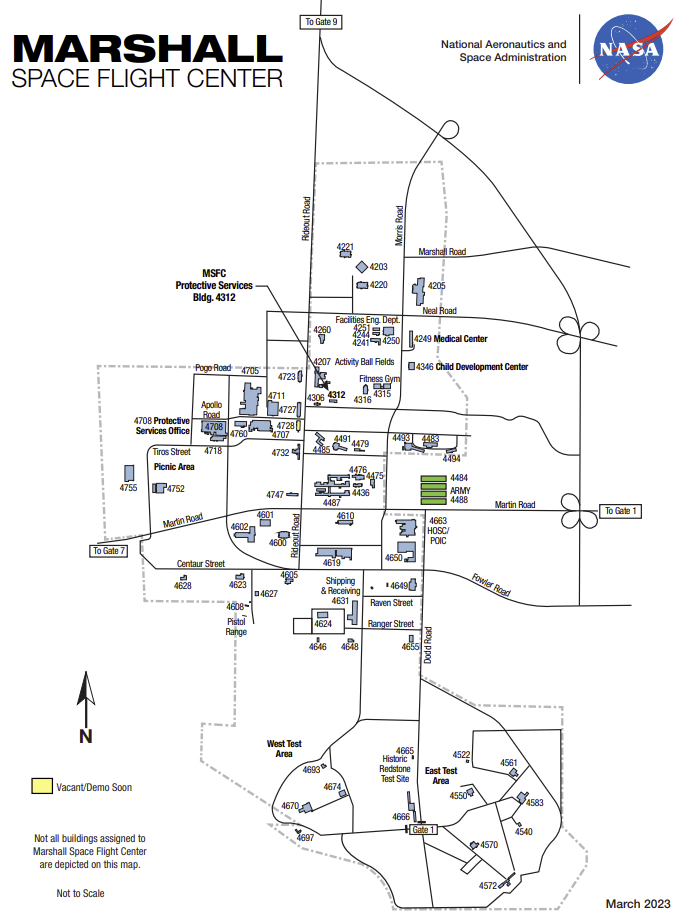 To Gate 9
MARSHALL
SPACE FLIGHT CENTER
National Aeronautics and
Space Administration
NASA
Rideout Road
Morris Road
4221
4203
4220
Marshall Road
4205
MSFC
Protective Services
Bldg. 4312
Neal Road
Facilities Eng. Dept.
4260
4251
4244
4241
4250
4249 Medical Center
4207
Activity Ball Fields
4346 Child Development Center
Pogo Road
4705
4723
Fitness Gym
4711
4306
4312
4316
4315
Apollo
Road
4727
4708 Protective
Services Office
4708
4760
4707
4728
Tiros Street
4718
4732
4485
4491
4479
4493
4483
4494
Picnic Area
4755
4752
4476
4475
4484
ARMY
4488
4747
4436
4487
Martin Road
To Gate 1
Martin Road
4601
4602
4600
Rideout Road
4610
4663
HOSC/
POIC
To Gate 7
4619
4650
Centaur Street
4628
4623
4605
4627
Shipping
& Receiving
4631
4649
Fowler Road
Raven Street
4608
Pistol
Range
4624
Ranger Street
4646
4648
4655
Dodd Road
N
West Test
Area
4665
Historic
Redstone
Test Site
East Test
Area
4522
4561
4693
4674
4670
4550
4583
4666
Gate 1
4697
4540
4570
4572
Vacant/Demo Soon
Not all buildings assigned to
Marshall Space Flight Center
are depicted on this map.
Not to Scale
March 2023